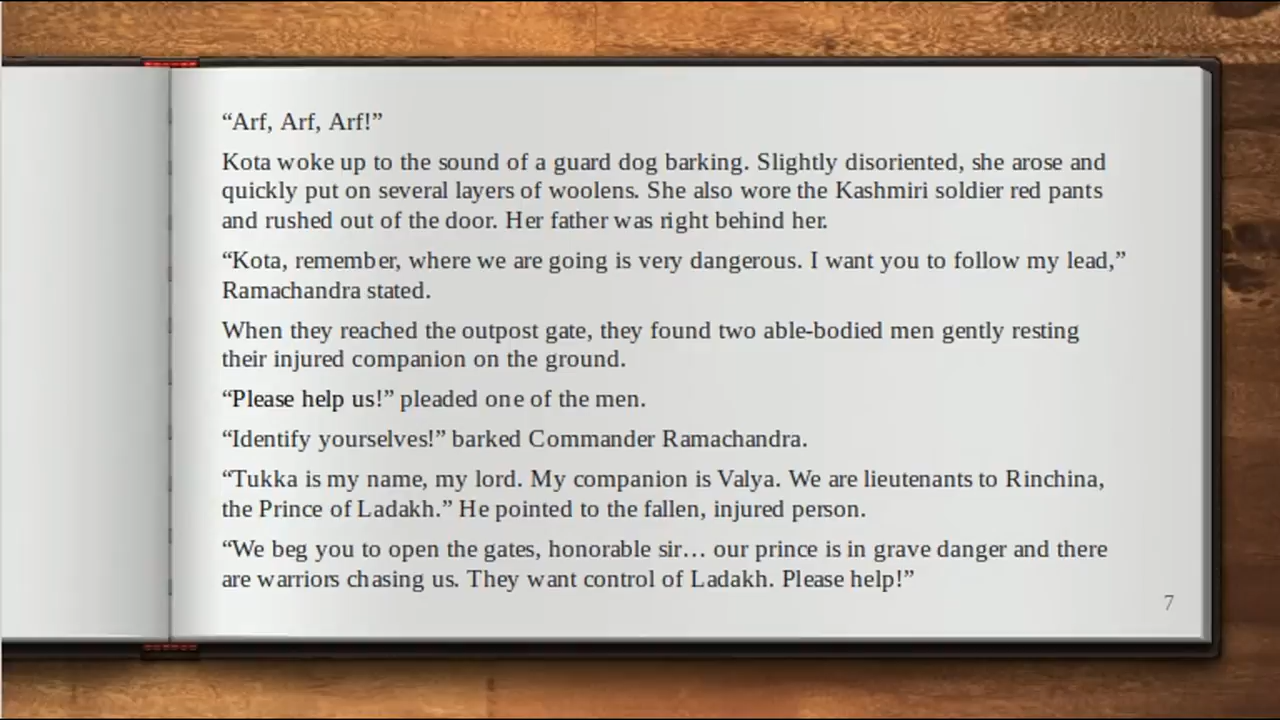 “Arf, Arf, Arf!”
Kota woke up to the sound of a guard dog barking. Slightly disoriented, she arose and
quickly put on several layers of woolens. She also wore the Kashmiri soldier red pants
and rushed out of the door. Her father was right behind her.
“Kota, remember, where we are going is very dangerous. I want you to follow my lead,”
Ramachandra stated.
When they reached the outpost gate, they found two able-bodied men gently resting
their injured companion on the ground.
“Please help us!” pleaded one of the men.
“Identify yourselves!” barked Commander Ramachandra.
“Tukka is my name, my lord. My companion is Valya. We are lieutenants to Rinchina,
the Prince of Ladakh.” He pointed to the fallen, injured person.
“We beg you to open the gates, honorable sir… our prince is in grave danger and there
are warriors chasing us. They want control of Ladakh. Please help!”
7